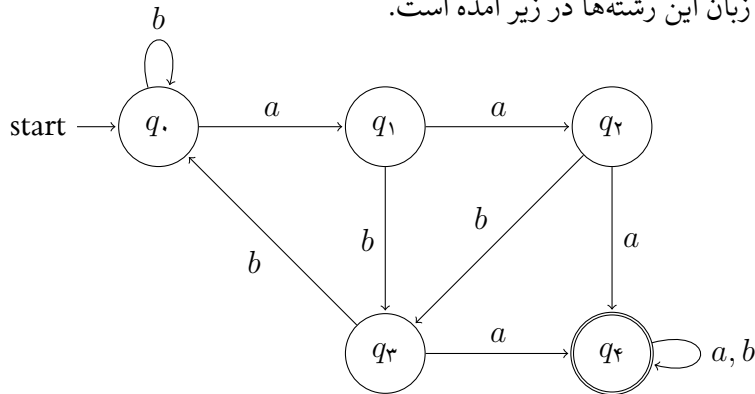 زبان این رشته‌ها در زیر آمده است.
b
start q۰ a q۱ a q۲
b b b a
q۳ a q۴ a, b